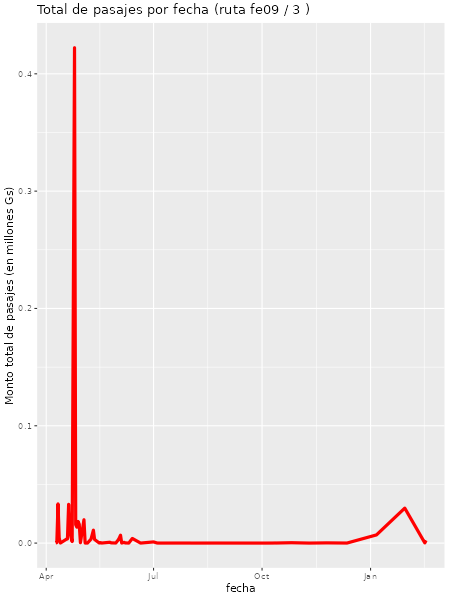 Total de pasajes por fecha (ruta fe09 / 3 )
Monto total de pasajes (en millones Gs)
0.4
0.3
0.2
0.1
0.0
Apr
Jul
Oct
Jan
fecha